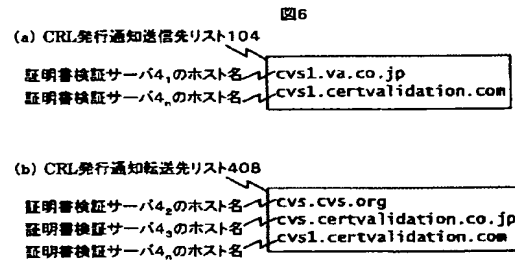 図6
(a) CRL発行通知送信先リスト104
証明書検証サーバ4₁のホスト名 cvs1.va.co.jp
証明書検証サーバ4ₙのホスト名 cvs1.certvalidation.com
(b) CRL発行通知転送先リスト408
証明書検証サーバ4₂のホスト名 cvs.cvs.org
証明書検証サーバ4₃のホスト名 cvs.certvalidation.co.jp
証明書検証サーバ4ₙのホスト名 cvs1.certvalidation.com